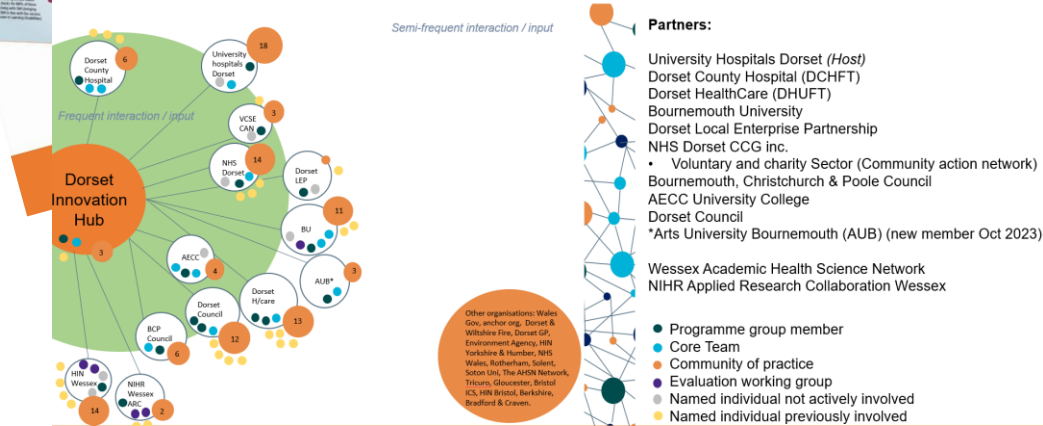 Semi-frequent interaction / input
Frequent interaction / input
Dorset
Innovation
Hub
3
Dorset
County
Hospital
6
University
hospitals
Dorset
18
VCSE
CAN
3
NHS
Dorset
14
Dorset
LEP
BU
11
AECC
4
AUB*
3
Dorset
H/care
13
Dorset
Council
12
BCP
Council
6
HIN
Wessex
14
NIHR
Wessex
ARC
2
Other organisations: Wales
Gov, anchor org, Dorset &
Wiltshire Fire, Dorset GP,
Environment Agency, HIN
Yorkshire & Humber, NHS
Wales, Rotherham, Solent,
Soton Uni, The AHSN Network,
Tricuro, Gloucester, Bristol
ICS, HIN Bristol, Berkshire,
Bradford & Craven.
Partners:
University Hospitals Dorset (Host)
Dorset County Hospital (DCHFT)
Dorset HealthCare (DHUFT)
Bournemouth University
Dorset Local Enterprise Partnership
NHS Dorset CCG inc.
• Voluntary and charity Sector (Community action network)
Bournemouth, Christchurch & Poole Council
AECC University College
Dorset Council
*Arts University Bournemouth (AUB) (new member Oct 2023)
Wessex Academic Health Science Network
NIHR Applied Research Collaboration Wessex
Programme group member
Core Team
Community of practice
Evaluation working group
Named individual not actively involved
Named individual previously involved